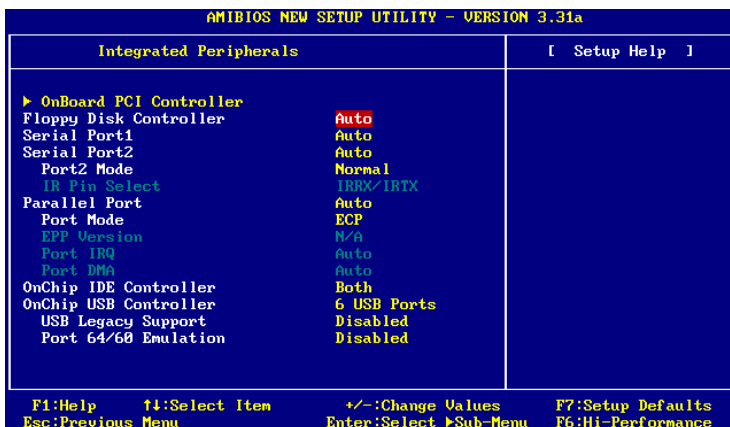 AMIBIOS NEW SETUP UTILITY - VERSION 3.31a
Integrated Peripherals [ Setup Help ]
▶ OnBoard PCI Controller
Floppy Disk Controller Auto
Serial Port1 Auto
Serial Port2 Auto
Port2 Mode Normal
IR Pin Select IRRX/IRTX
Parallel Port Auto
Port Mode ECP
EPP Version N/A
Port IRQ Auto
Port DMA Auto
OnChip IDE Controller Both
OnChip USB Controller 6 USB Ports
USB Legacy Support Disabled
Port 64/60 Emulation Disabled
F1:Help ↑↓:Select Item +/-:Change Values F7:Setup Defaults
Esc:Previous Menu Enter:Select ▶Sub-Menu F6:Hi-Performance